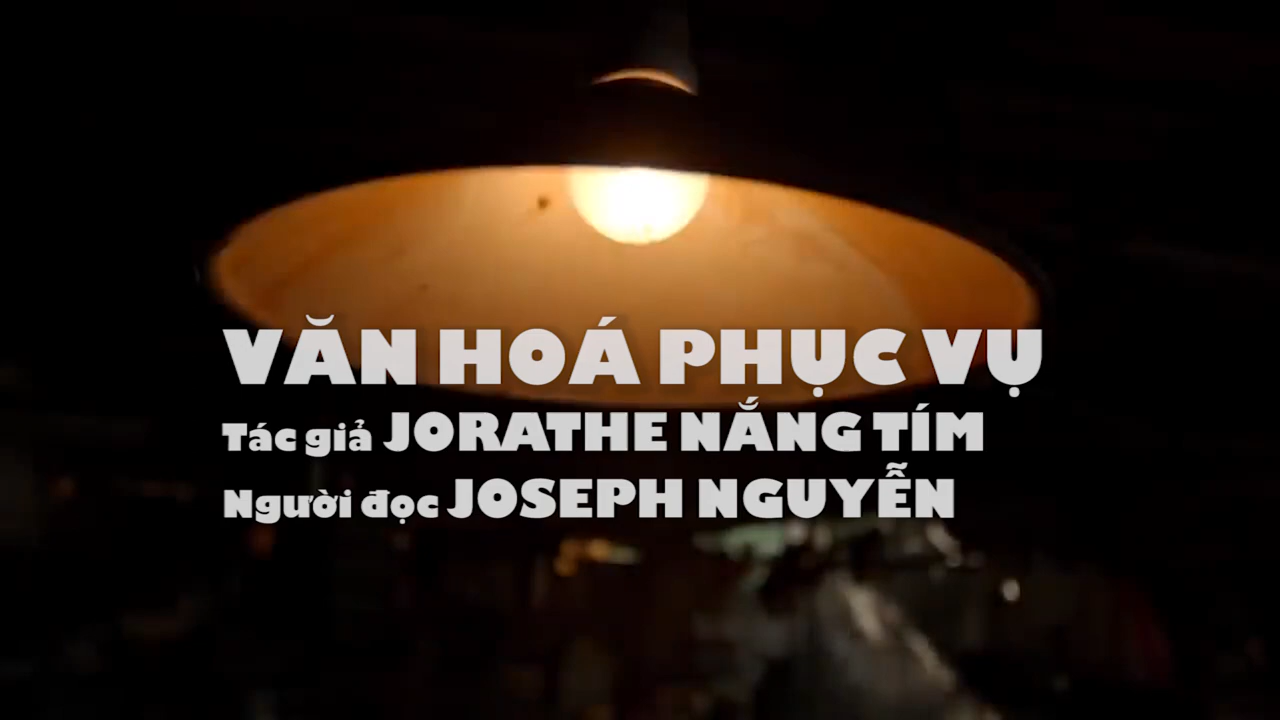 VĂN HOÁ PHỤC VỤ
Tác giả JORATHE NẮNG TÍM
Người đọc JOSEPH NGUYỄN